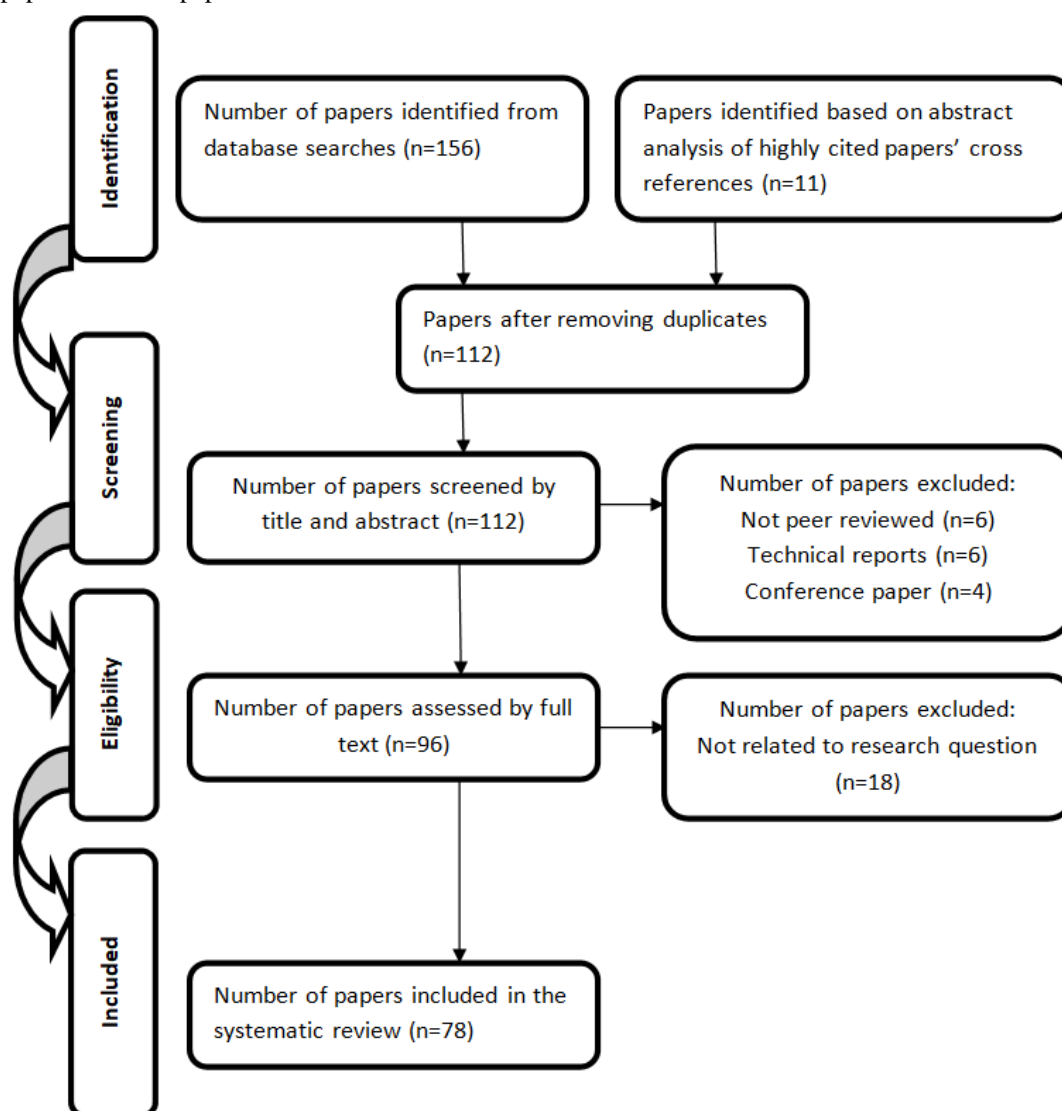 Identification
Number of papers identified from
database searches (n=156)
Papers identified based on abstract
analysis of highly cited papers’ cross
references (n=11)
Papers after removing duplicates
(n=112)
Screening
Number of papers screened by
title and abstract (n=112)
Number of papers excluded:
Not peer reviewed (n=6)
Technical reports (n=6)
Conference paper (n=4)
Eligibility
Number of papers assessed by full
text (n=96)
Number of papers excluded:
Not related to research question
(n=18)
Included
Number of papers included in the
systematic review (n=78)